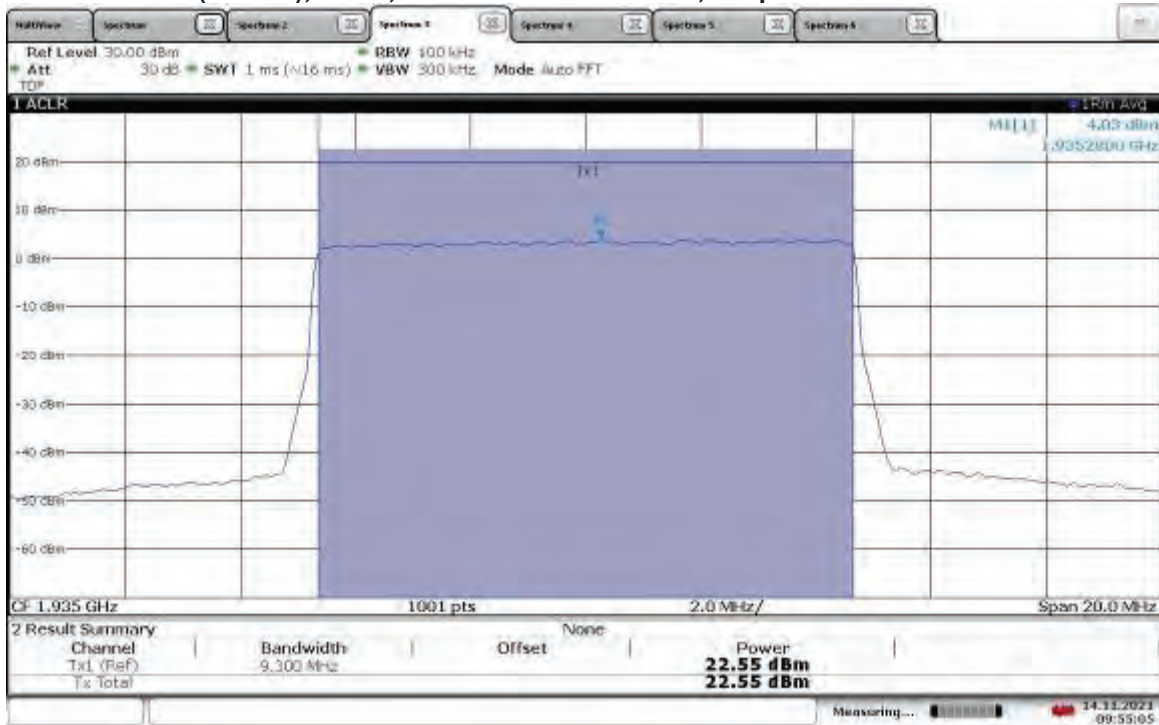 MultiView Spectrum Spectrum 2 Spectrum 3 Spectrum 4 Spectrum 5 Spectrum 6
Ref Level 30.00 dBm RBW 100 kHz
Att 30 dB SWT 1 ms (~16 ms) VBW 300 kHz Mode Auto FFT
TDF
1 ACLR 1Rm Avg
M1[1] 4.03 dBm
1.9352800 GHz
Tx1
20 dBm
10 dBm
M1
0 dBm
-10 dBm
-20 dBm
-30 dBm
-40 dBm
-50 dBm
-60 dBm
CF 1.935 GHz 1001 pts 2.0 MHz/ Span 20.0 MHz
2 Result Summary None
Channel Bandwidth Offset Power
Tx1 (Ref) 9.300 MHz 22.55 dBm
Tx Total 22.55 dBm
Measuring... 14.11.2021
09:55:05